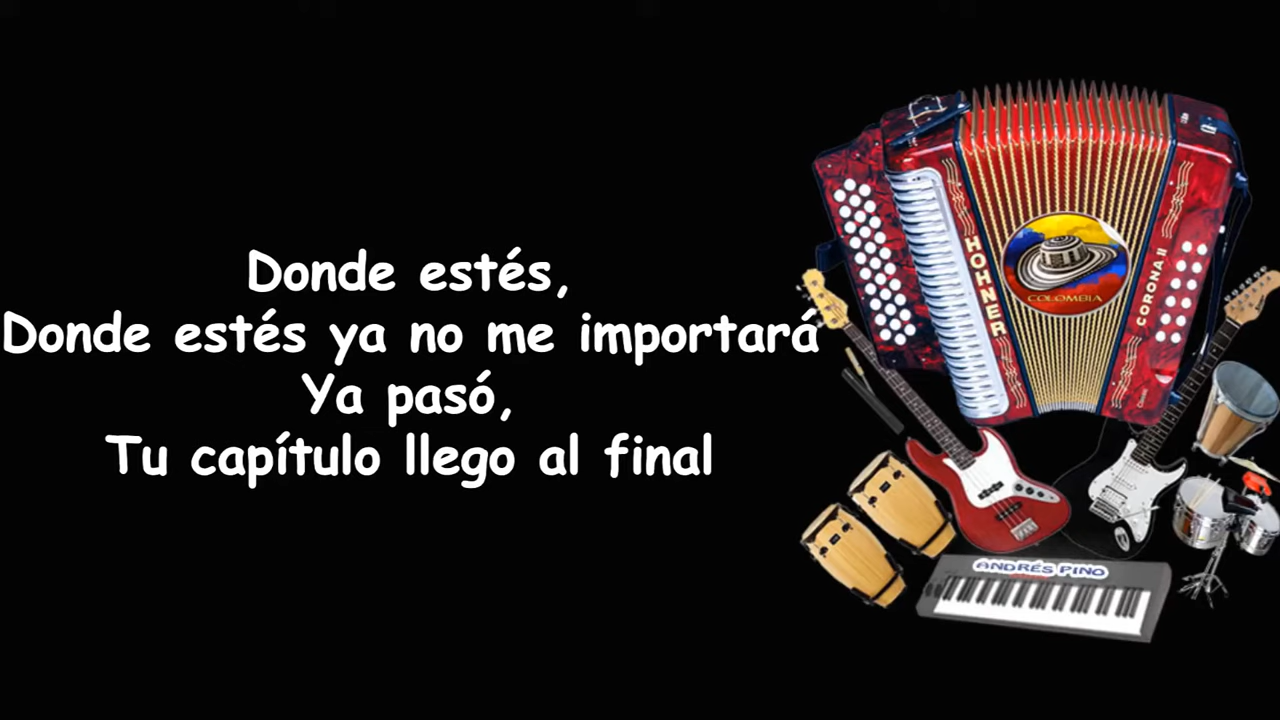 Donde estés,
Donde estés ya no me importará
Ya pasó,
Tu capítulo llego al final
HOHNER
COLOMBIA
CORONA II
ANDRÉS PINO